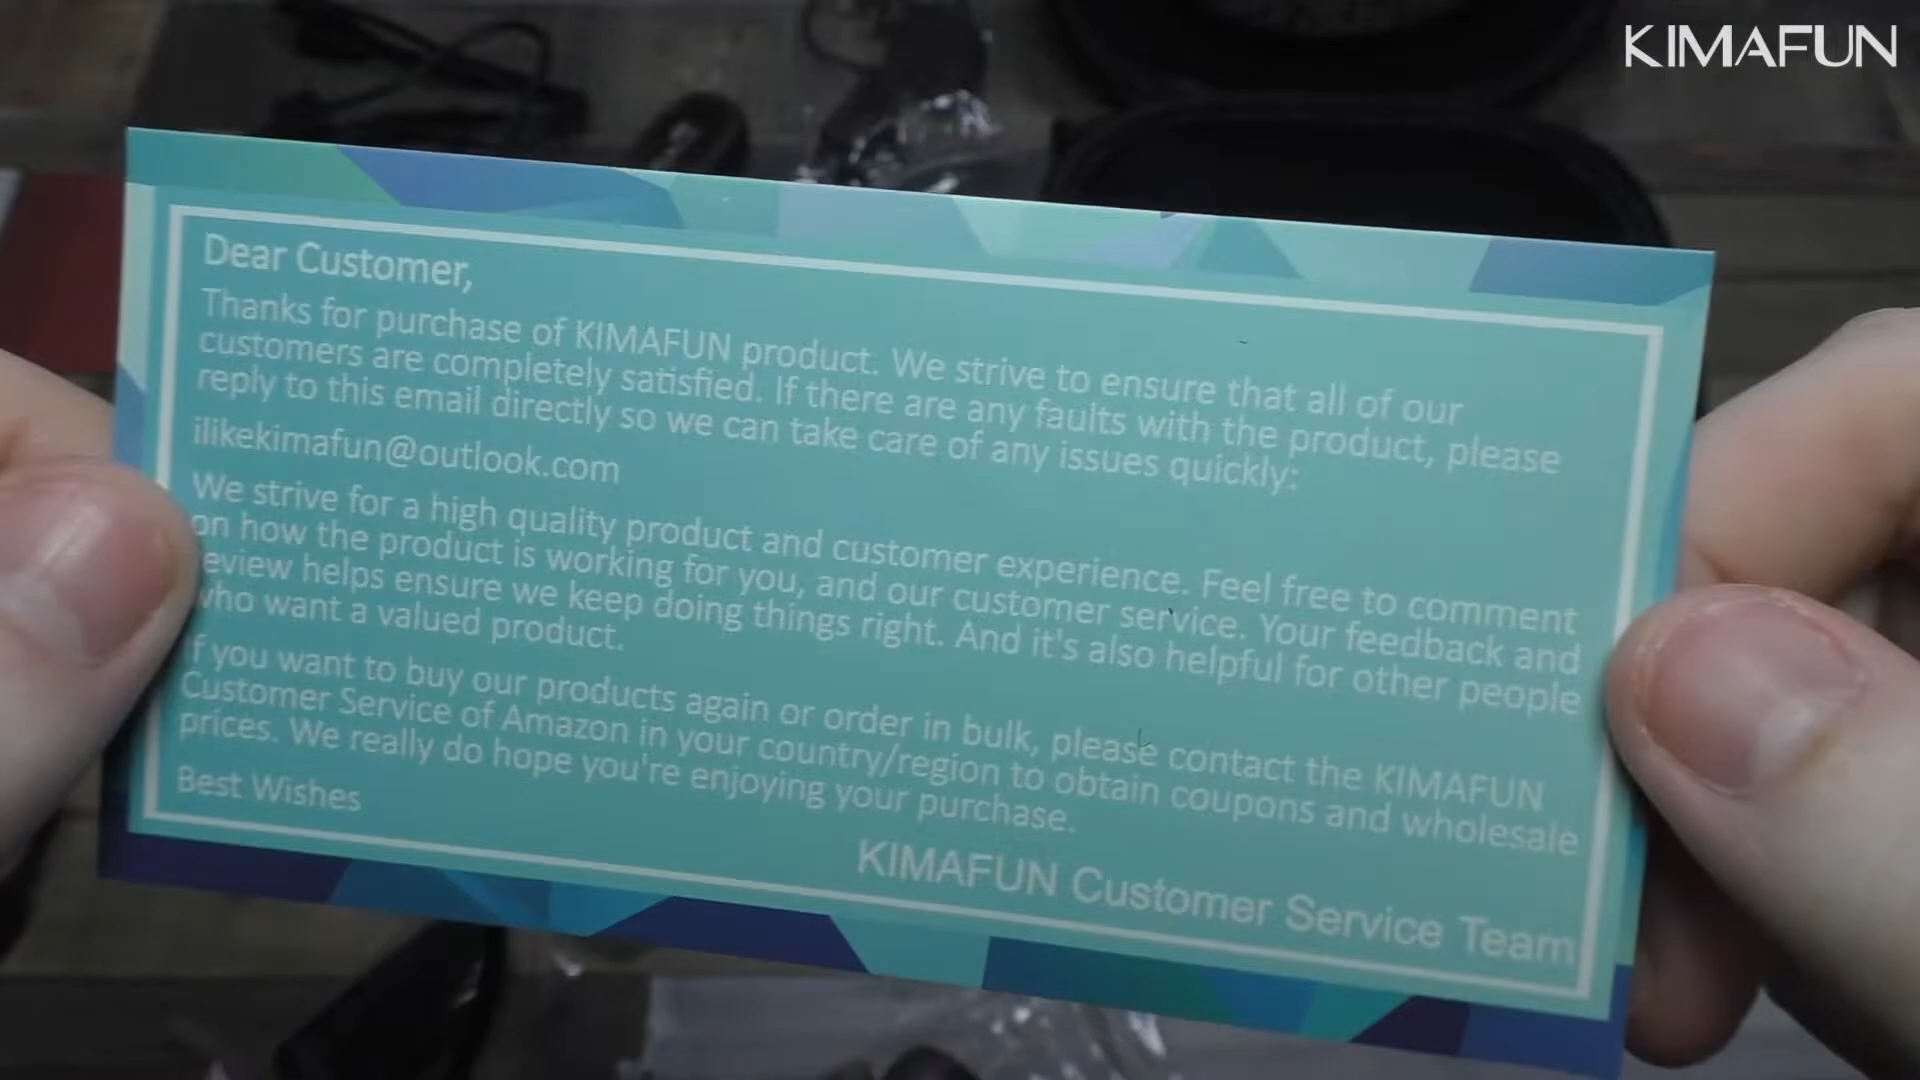 KIMAFUN
Dear Customer,
Thanks for purchase of KIMAFUN product. We strive to ensure that all of our
customers are completely satisfied. If there are any faults with the product, please
reply to this email directly so we can take care of any issues quickly:
ilikekimafun@outlook.com
We strive for a high quality product and customer experience. Feel free to comment
on how the product is working for you, and our customer service. Your feedback and
eview helps ensure we keep doing things right. And it's also helpful for other people
who want a valued product.
f you want to buy our products again or order in bulk, please contact the KIMAFUN
Customer Service of Amazon in your country/region to obtain coupons and wholesale
prices. We really do hope you're enjoying your purchase.
Best Wishes
KIMAFUN Customer Service Team